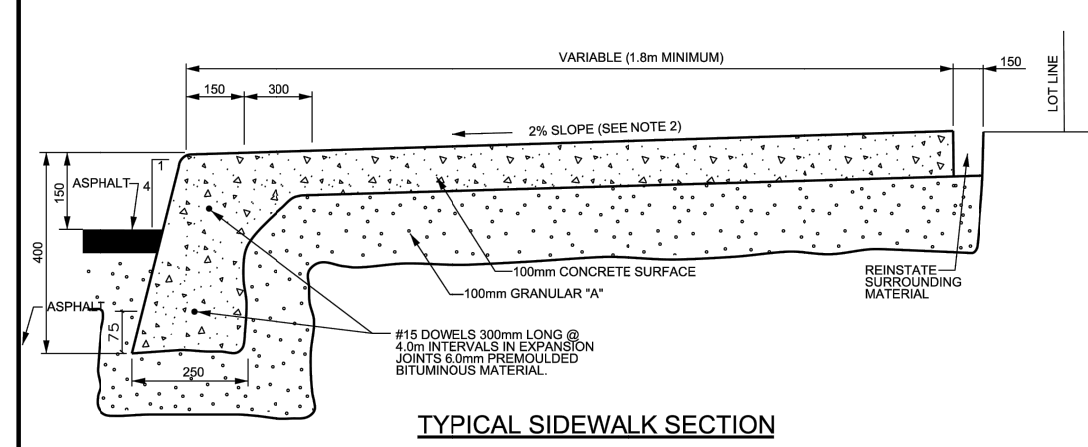 VARIABLE (1.8m MINIMUM)
150
LOT LINE
150
300
2% SLOPE (SEE NOTE 2)
1
4
150
ASPHALT
400
100mm CONCRETE SURFACE
100mm GRANULAR "A"
REINSTATE
SURROUNDING
MATERIAL
ASPHALT
75
#15 DOWELS 300mm LONG @
4.0m INTERVALS IN EXPANSION
JOINTS 6.0mm PREMOULDED
BITUMINOUS MATERIAL.
250
TYPICAL SIDEWALK SECTION